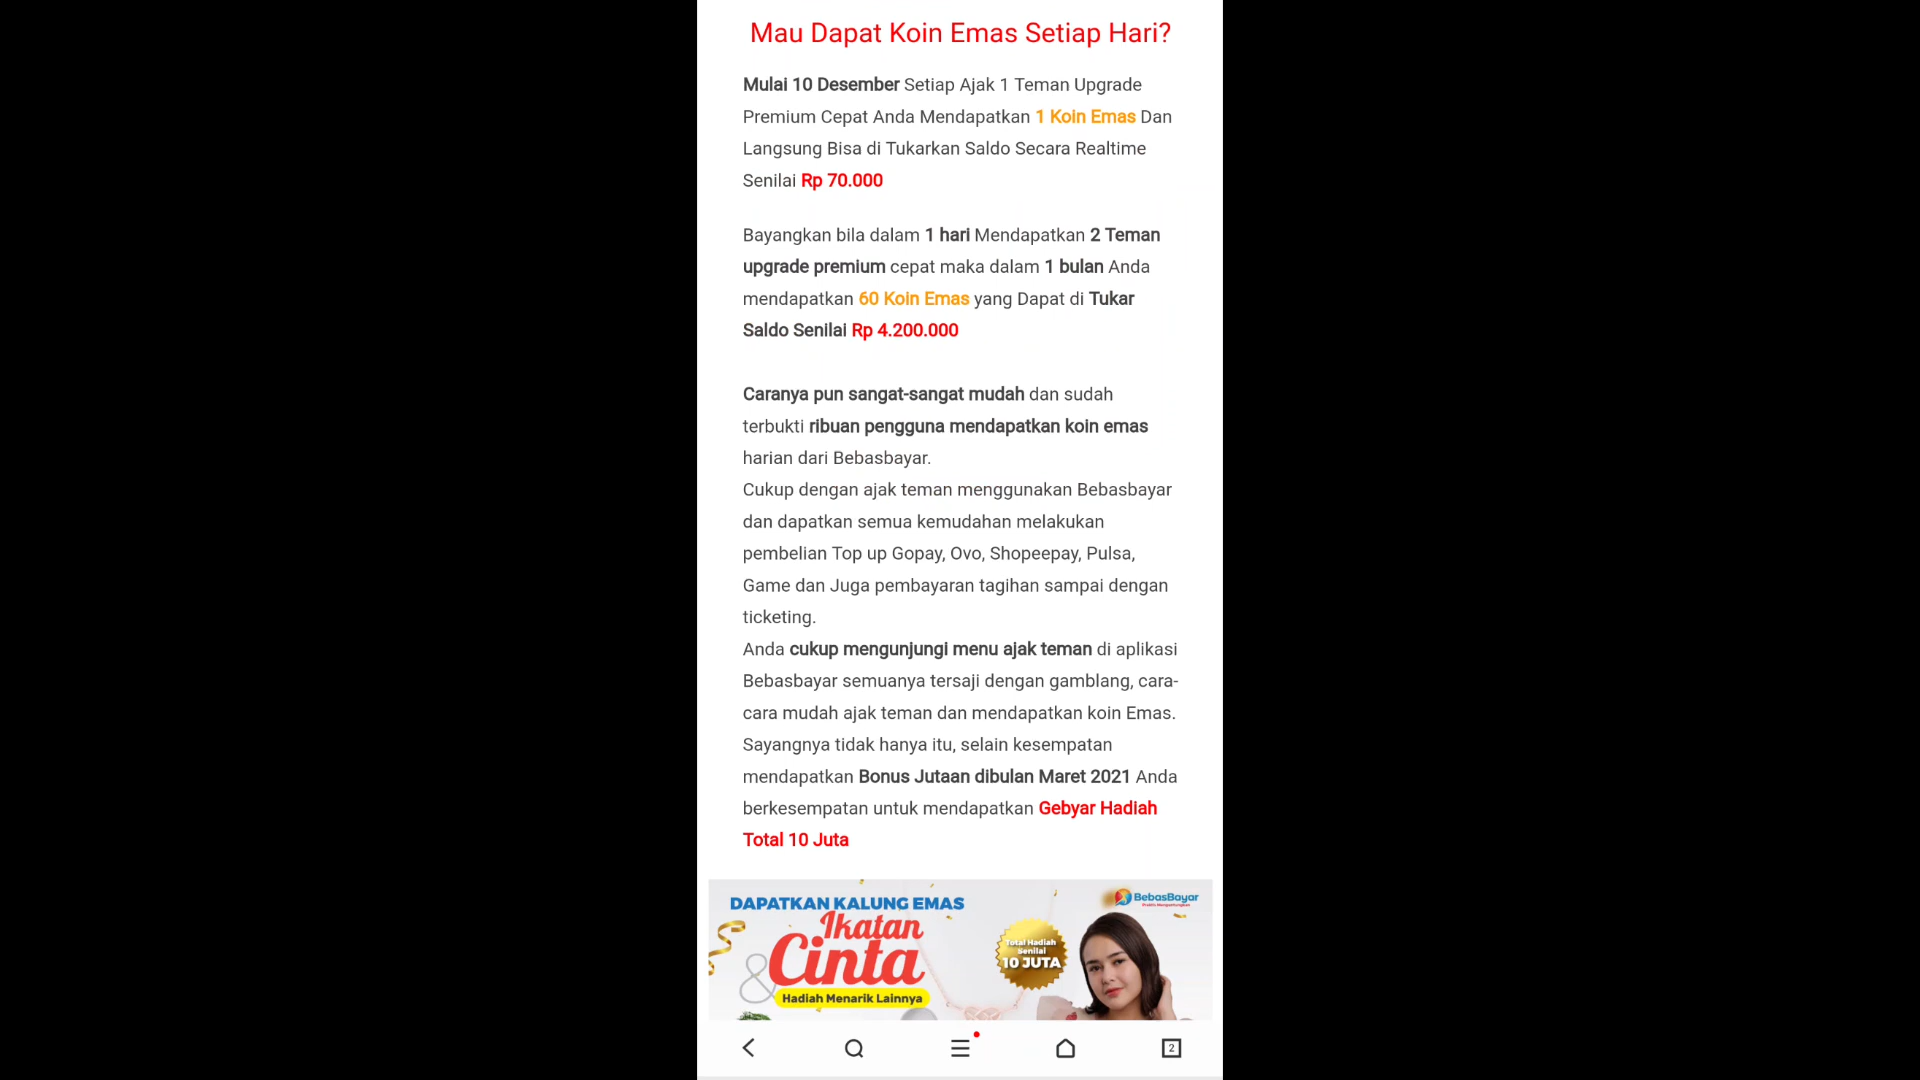 Mau Dapat Koin Emas Setiap Hari?
Mulai 10 Desember Setiap Ajak 1 Teman Upgrade
Premium Cepat Anda Mendapatkan 1 Koin Emas Dan
Langsung Bisa di Tukarkan Saldo Secara Realtime
Senilai Rp 70.000
Bayangkan bila dalam 1 hari Mendapatkan 2 Teman
upgrade premium cepat maka dalam 1 bulan Anda
mendapatkan 60 Koin Emas yang Dapat di Tukar
Saldo Senilai Rp 4.200.000
Caranya pun sangat-sangat mudah dan sudah
terbukti ribuan pengguna mendapatkan koin emas
harian dari Bebasbayar.
Cukup dengan ajak teman menggunakan Bebasbayar
dan dapatkan semua kemudahan melakukan
pembelian Top up Gopay, Ovo, Shopeepay, Pulsa,
Game dan Juga pembayaran tagihan sampai dengan
ticketing.
Anda cukup mengunjungi menu ajak teman di aplikasi
Bebasbayar semuanya tersaji dengan gamblang, cara-
cara mudah ajak teman dan mendapatkan koin Emas.
Sayangnya tidak hanya itu, selain kesempatan
mendapatkan Bonus Jutaan dibulan Maret 2021 Anda
berkesempatan untuk mendapatkan Gebyar Hadiah
Total 10 Juta
DAPATKAN KALUNG EMAS
Ikatan
Cinta
& Hadiah Menarik Lainnya
Total Hadiah
Senilai
10 JUTA
BebasBayar
Praktis Menguntungkan
2